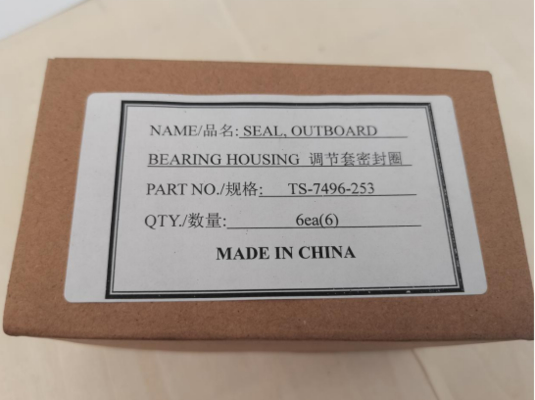 NAME/品名: SEAL, OUTBOARD
BEARING HOUSING 调节套密封圈
PART NO./规格: TS-7496-253
QTY./数量: 6ea(6)
MADE IN CHINA